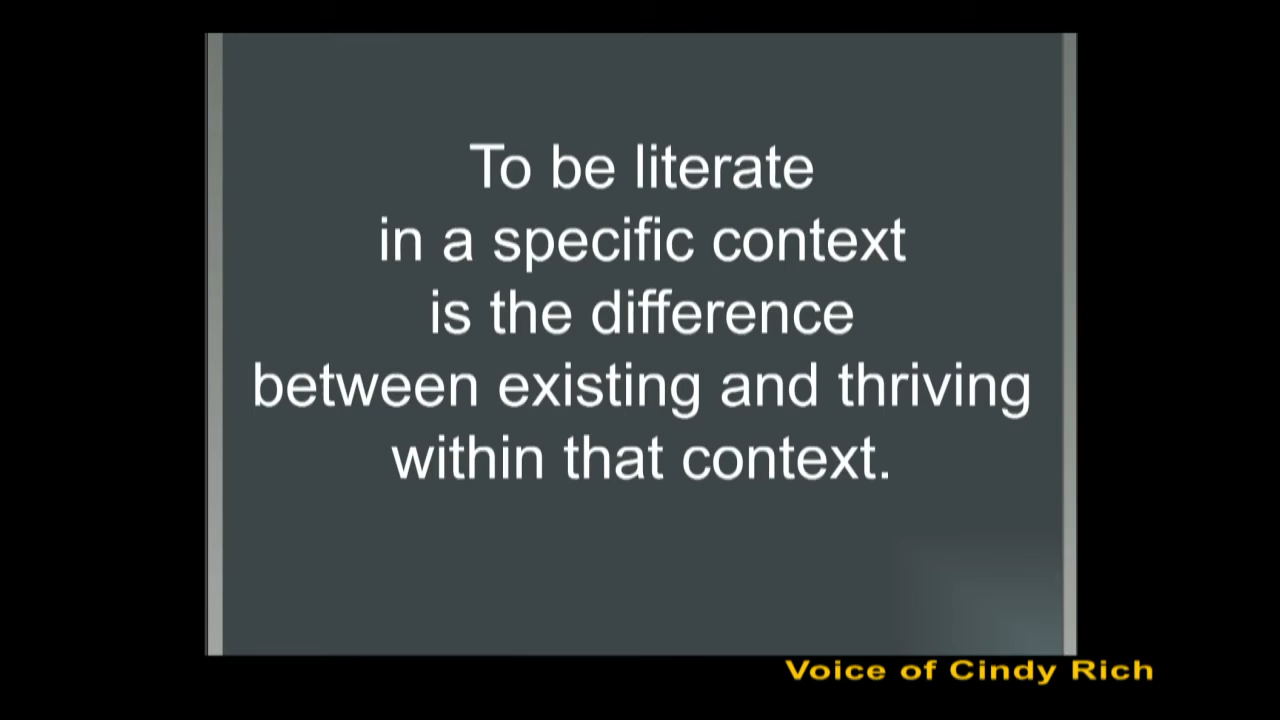 To be literate
in a specific context
is the difference
between existing and thriving
within that context.
Voice of Cindy Rich